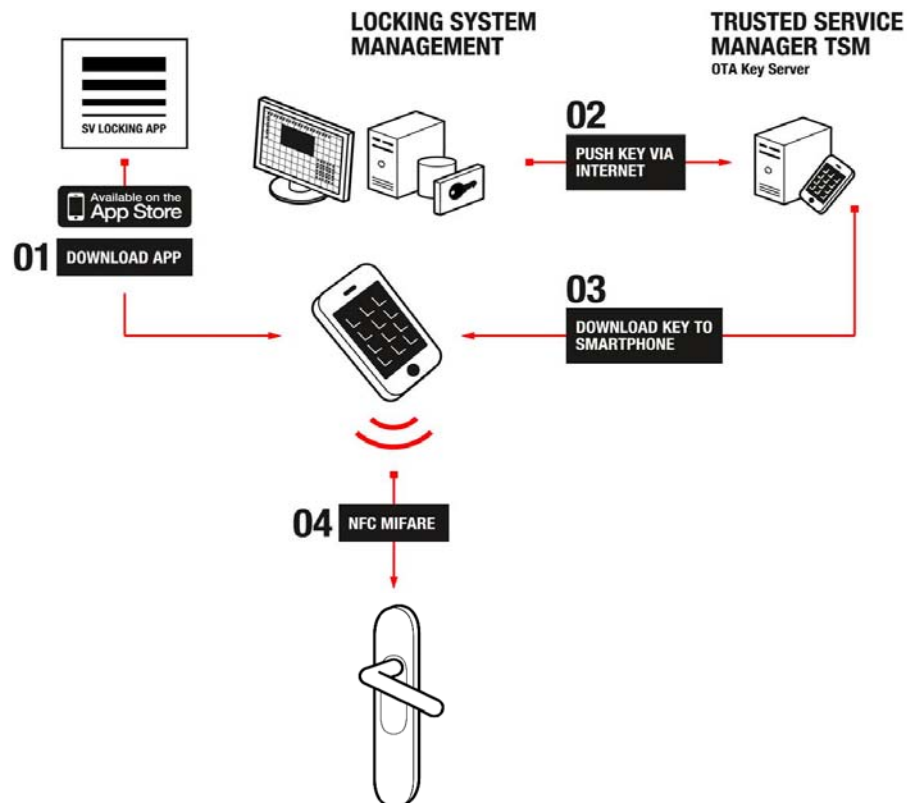 LOCKING SYSTEM
MANAGEMENT
TRUSTED SERVICE
MANAGER TSM
OTA Key Server
SV LOCKING APP
02
PUSH KEY VIA
INTERNET
Available on the
App Store
01
DOWNLOAD APP
03
DOWNLOAD KEY TO
SMARTPHONE
04
NFC MIFARE